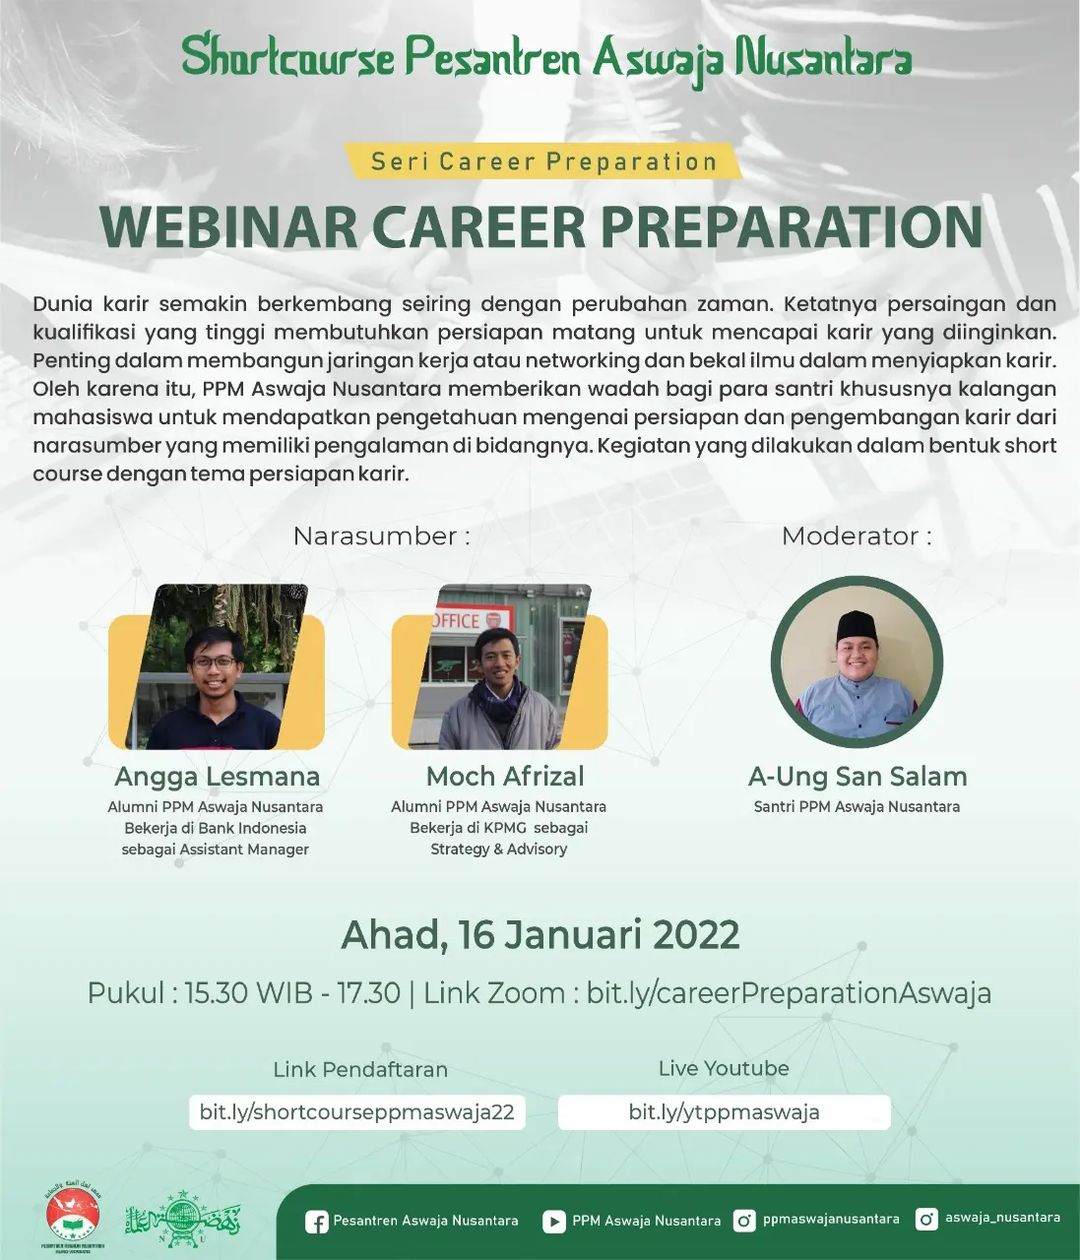 Shortcourse Pesantren Aswaja Nusantara
Seri Career Preparation
WEBINAR CAREER PREPARATION
Dunia karir semakin berkembang seiring dengan perubahan zaman. Ketatnya persaingan dan
kualifikasi yang tinggi membutuhkan persiapan matang untuk mencapai karir yang diinginkan.
Penting dalam membangun jaringan kerja atau networking dan bekal ilmu dalam menyiapkan karir.
Oleh karena itu, PPM Aswaja Nusantara memberikan wadah bagi para santri khususnya kalangan
mahasiswa untuk mendapatkan pengetahuan mengenai persiapan dan pengembangan karir dari
narasumber yang memiliki pengalaman di bidangnya. Kegiatan yang dilakukan dalam bentuk short
course dengan tema persiapan karir.
Narasumber :
Moderator :
OFFICE
Angga Lesmana
Alumni PPM Aswaja Nusantara
Bekerja di Bank Indonesia
sebagai Assistant Manager
Moch Afrizal
Alumni PPM Aswaja Nusantara
Bekerja di KPMG sebagai
Strategy & Advisory
A-Ung San Salam
Santri PPM Aswaja Nusantara
Ahad, 16 Januari 2022
Pukul : 15.30 WIB - 17.30 | Link Zoom : bit.ly/careerPreparationAswaja
Link Pendaftaran
bit.ly/shortcourseppmaswaja22
Live Youtube
bit.ly/ytppmaswaja
N U
Pesantren Aswaja Nusantara
PPM Aswaja Nusantara
ppmaswajanusantara
aswaja_nusantara